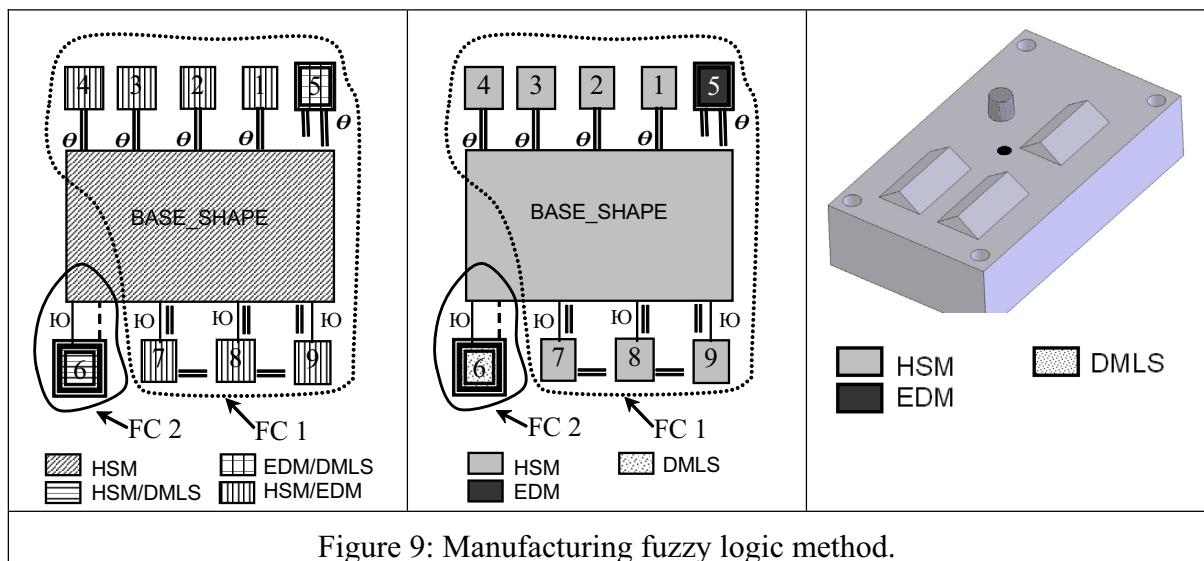 4 3 2 1 5
θ θ θ θ θ
BASE_SHAPE
Ю Ю Ю Ю
6 7 8 9
FC 2 FC 1
HSM EDM/DMLS
HSM/DMLS HSM/EDM
4 3 2 1 5
θ θ θ θ θ
BASE_SHAPE
Ю Ю Ю Ю
6 7 8 9
FC 2 FC 1
HSM DMLS
EDM
HSM DMLS
EDM
Figure 9: Manufacturing fuzzy logic method.